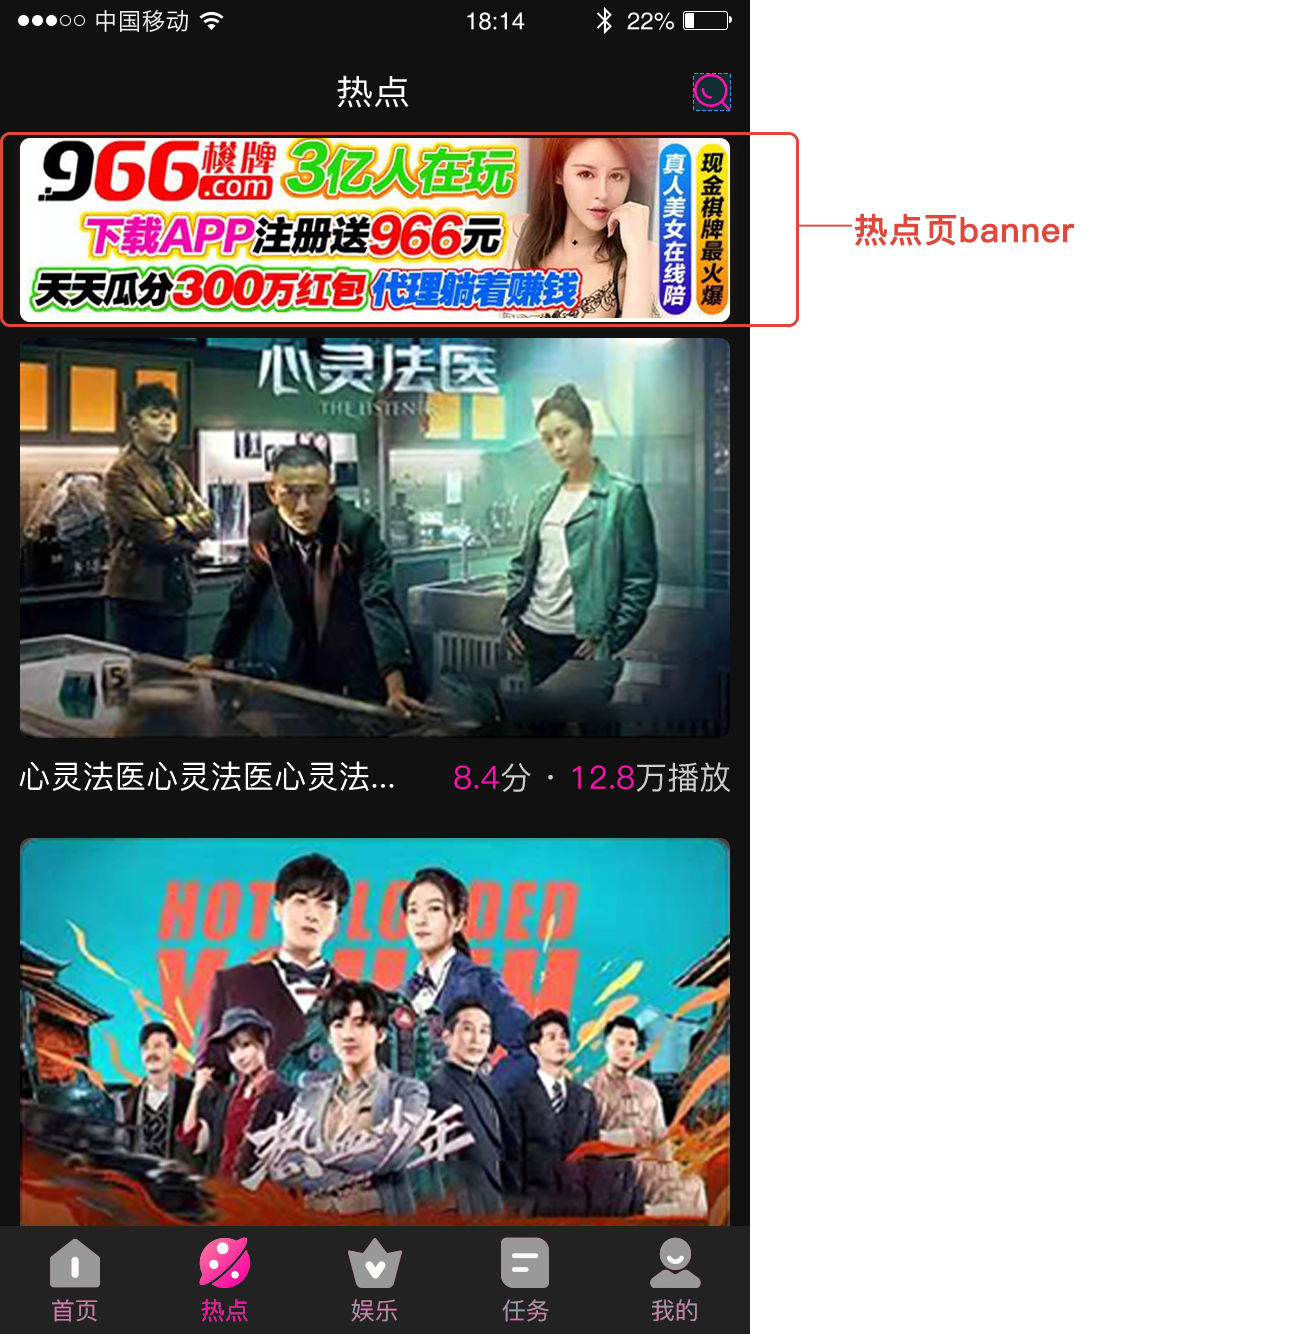 中国移动
18:14
22%
热点
966棋牌.com
3亿人在玩
下载APP注册送966元
天天瓜分300万红包
代理躺着赚钱
真人美女在线陪
现金棋牌最火爆
热点页banner
心灵法医
THE LISTENER
心灵法医心灵法医心灵法...
8.4分 · 12.8万播放
热血少年
首页
热点
娱乐
任务
我的